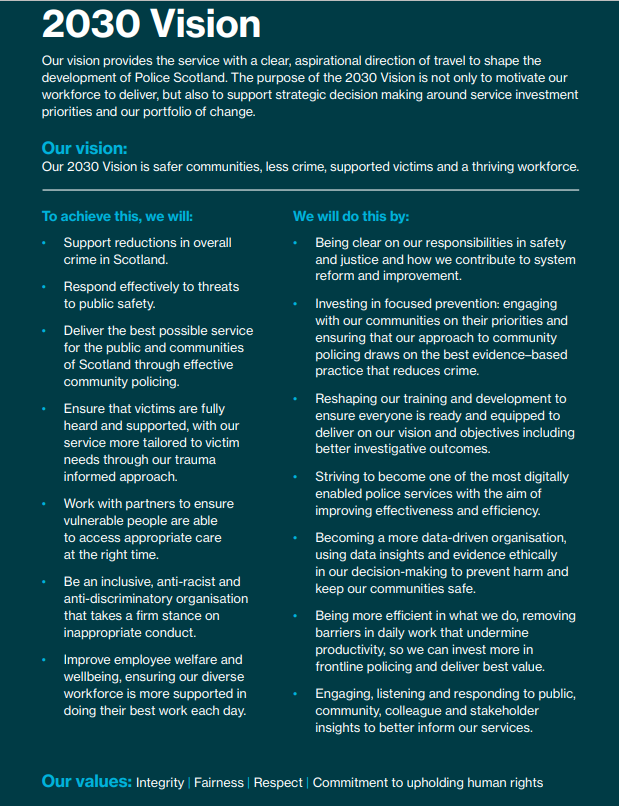 2030 Vision
Our vision provides the service with a clear, aspirational direction of travel to shape the
development of Police Scotland. The purpose of the 2030 Vision is not only to motivate our
workforce to deliver, but also to support strategic decision making around service investment
priorities and our portfolio of change.
Our vision:
Our 2030 Vision is safer communities, less crime, supported victims and a thriving workforce.
To achieve this, we will:
• Support reductions in overall
crime in Scotland.
• Respond effectively to threats
to public safety.
• Deliver the best possible service
for the public and communities
of Scotland through effective
community policing.
• Ensure that victims are fully
heard and supported, with our
service more tailored to victim
needs through our trauma
informed approach.
• Work with partners to ensure
vulnerable people are able
to access appropriate care
at the right time.
• Be an inclusive, anti-racist and
anti-discriminatory organisation
that takes a firm stance on
inappropriate conduct.
• Improve employee welfare and
wellbeing, ensuring our diverse
workforce is more supported in
doing their best work each day.
We will do this by:
• Being clear on our responsibilities in safety
and justice and how we contribute to system
reform and improvement.
• Investing in focused prevention: engaging
with our communities on their priorities and
ensuring that our approach to community
policing draws on the best evidence–based
practice that reduces crime.
• Reshaping our training and development to
ensure everyone is ready and equipped to
deliver on our vision and objectives including
better investigative outcomes.
• Striving to become one of the most digitally
enabled police services with the aim of
improving effectiveness and efficiency.
• Becoming a more data-driven organisation,
using data insights and evidence ethically
in our decision-making to prevent harm and
keep our communities safe.
• Being more efficient in what we do, removing
barriers in daily work that undermine
productivity, so we can invest more in
frontline policing and deliver best value.
• Engaging, listening and responding to public,
community, colleague and stakeholder
insights to better inform our services.
Our values: Integrity | Fairness | Respect | Commitment to upholding human rights